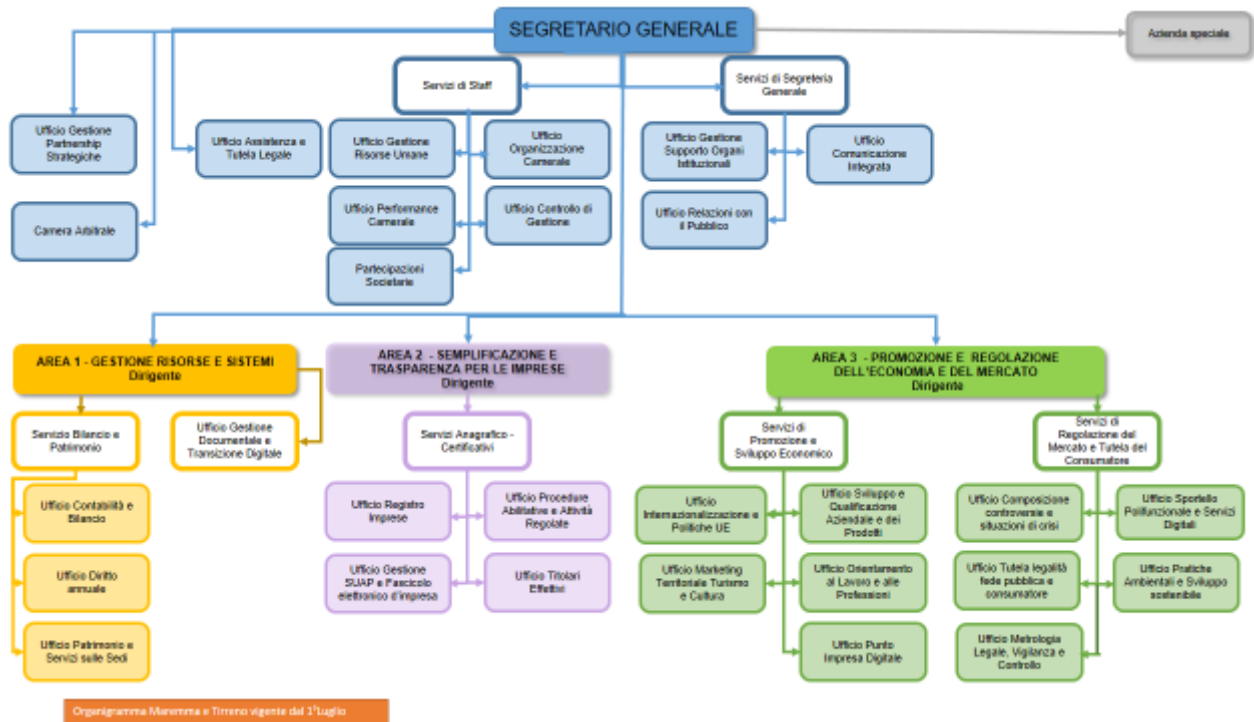 SEGRETARIO GENERALE
Azienda speciale
Servizi di Staff
Servizi di Segreteria
Generale
Ufficio Gestione
Partnership
Strategiche
Ufficio Assistenza e
Tutela Legale
Ufficio Gestione
Risorse Umane
Ufficio
Organizzazione
Camerale
Ufficio Gestione
Supporto Organi
Istituzionali
Ufficio
Comunicazione
Integrata
Camera Arbitrale
Ufficio Performance
Camerale
Ufficio Controllo di
Gestione
Ufficio Relazioni con
il Pubblico
Partecipazioni
Societarie
AREA 1 - GESTIONE RISORSE E SISTEMI
Dirigente
AREA 2 - SEMPLIFICAZIONE E
TRASPARENZA PER LE IMPRESE
Dirigente
AREA 3 - PROMOZIONE E REGOLAZIONE
DELL'ECONOMIA E DEL MERCATO
Dirigente
Servizio Bilancio e
Patrimonio
Ufficio Gestione
Documentale e
Transizione Digitale
Servizi Anagrafico -
Certificativi
Servizi di
Promozione e
Sviluppo Economico
Servizi di
Regolazione del
Mercato e Tutela del
Consumatore
Ufficio Contabilità e
Bilancio
Ufficio Diritto
annuale
Ufficio Patrimonio e
Servizi sulle Sedi
Ufficio Registro
Imprese
Ufficio Procedure
Abilitative e Attività
Regolate
Ufficio Gestione
SUAP e Fascicolo
elettronico d'impresa
Ufficio Titolari
Effettivi
Ufficio
Internazionalizzazione e
Politiche UE
Ufficio Sviluppo e
Qualificazione
Aziendale e dei
Prodotti
Ufficio Marketing
Territoriale Turismo
e Cultura
Ufficio Orientamento
al Lavoro e alle
Professioni
Ufficio Punto
Impresa Digitale
Ufficio Composizione
controversie e
situazioni di crisi
Ufficio Sportello
Polifunzionale e Servizi
Digitali
Ufficio Tutela legalità
fede pubblica e
consumatore
Ufficio Pratiche
Ambientali e Sviluppo
sostenibile
Ufficio Metrologia
Legale, Vigilanza e
Controllo
Organigramma Maremma e Tirreno vigente dal 1°Luglio